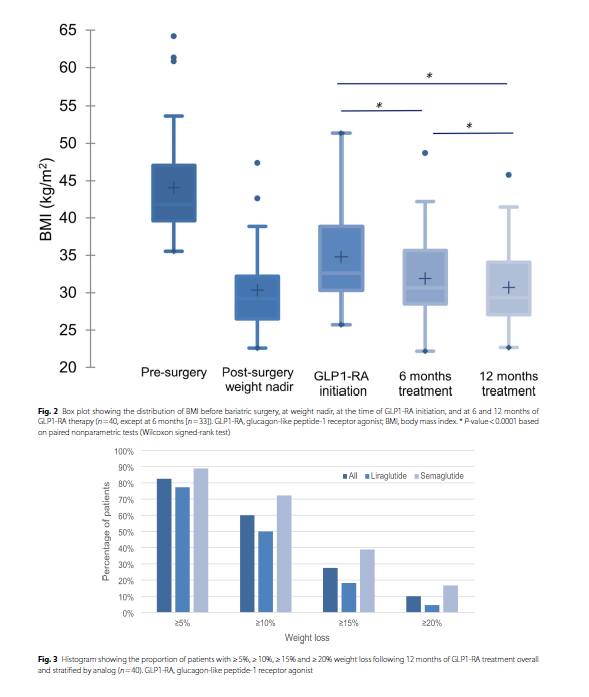 65
60
55
50
45
40
35
30
25
20
BMI (kg/m²)
*
*
*
Pre-surgery
Post-surgery
weight nadir
GLP1-RA
initiation
6 months
treatment
12 months
treatment
Fig. 2 Box plot showing the distribution of BMI before bariatric surgery, at weight nadir, at the time of GLP1-RA initiation, and at 6 and 12 months of
GLP1-RA therapy (n=40, except at 6 months [n=33]). GLP1-RA, glucagon-like peptide-1 receptor agonist; BMI, body mass index. * P-value<0.0001 based
on paired nonparametric tests (Wilcoxon signed-rank test)
100%
90%
80%
70%
60%
50%
40%
30%
20%
10%
0%
Percentage of patients
All Liraglutide Semaglutide
≥5% ≥10% ≥15% ≥20%
Weight loss
Fig. 3 Histogram showing the proportion of patients with ≥5%, ≥10%, ≥15% and ≥20% weight loss following 12 months of GLP1-RA treatment overall
and stratified by analog (n=40). GLP1-RA, glucagon-like peptide-1 receptor agonist